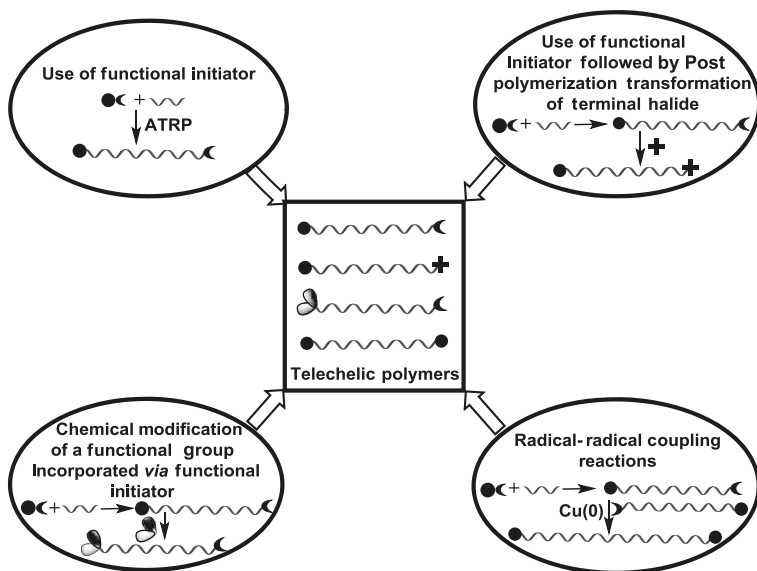 Use of functional initiator
+
ATRP
Use of functional
Initiator followed by Post
polymerization transformation
of terminal halide
+
Telechelic polymers
Chemical modification
of a functional group
Incorporated via functional
initiator
+
Radical-radical coupling
reactions
+
Cu(0)